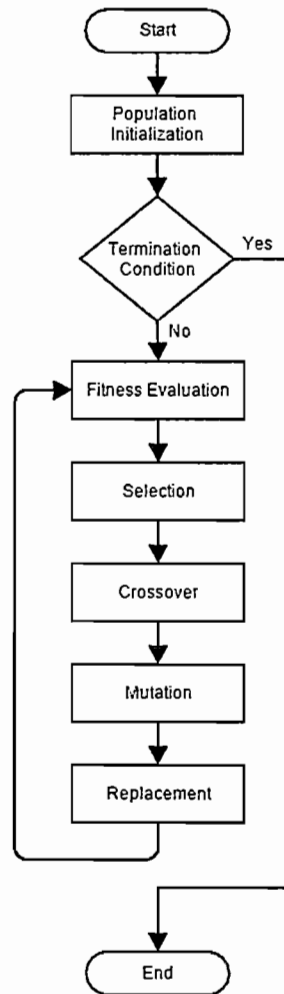 Start
Population
Initialization
Termination
Condition
Yes
No
Fitness Evaluation
Selection
Crossover
Mutation
Replacement
End